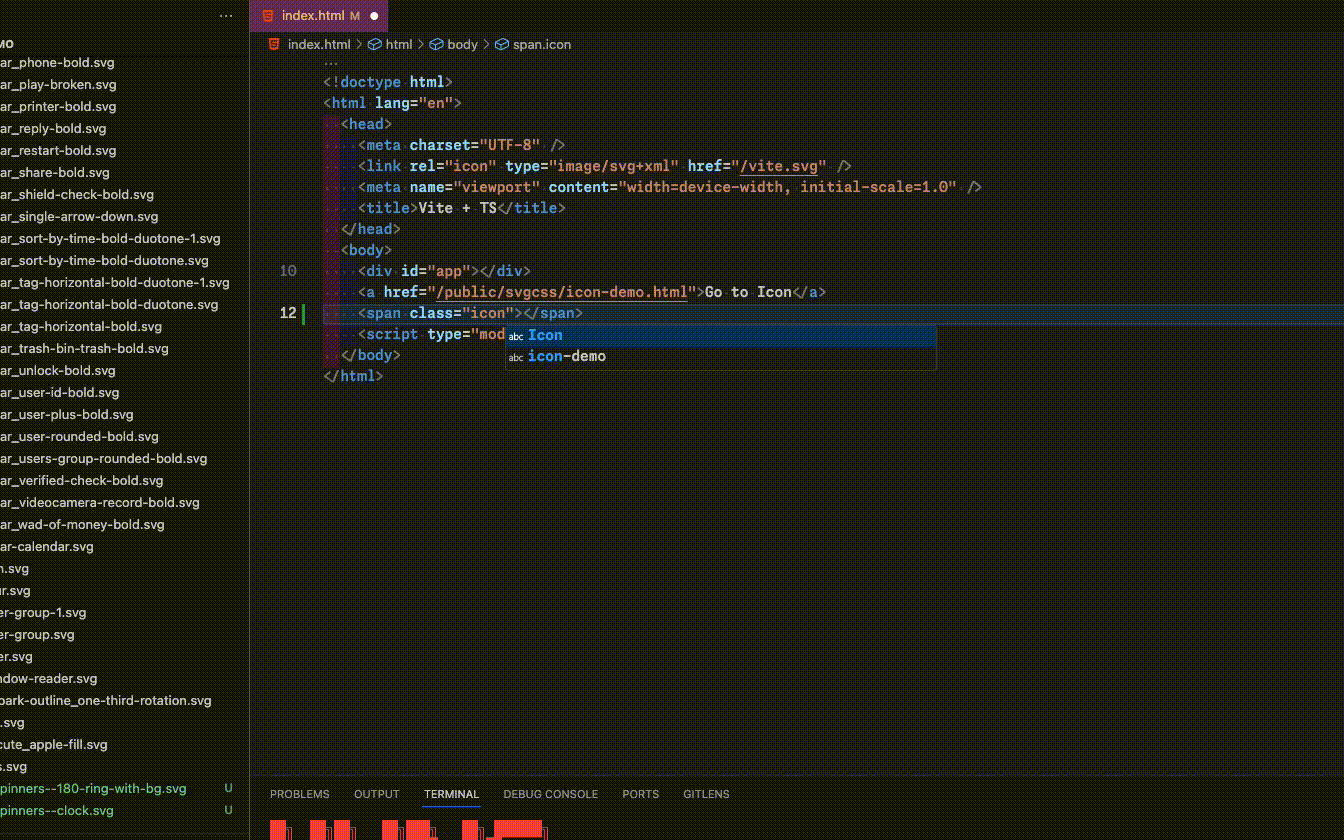 ...
index.html M
MO
index.html > html > body > span.icon
ar_phone-bold.svg
ar_play-broken.svg
ar_printer-bold.svg
ar_reply-bold.svg
ar_restart-bold.svg
ar_share-bold.svg
ar_shield-check-bold.svg
ar_single-arrow-down.svg
ar_sort-by-time-bold-duotone-1.svg
ar_sort-by-time-bold-duotone.svg
ar_tag-horizontal-bold-duotone-1.svg
ar_tag-horizontal-bold-duotone.svg
ar_tag-horizontal-bold.svg
ar_trash-bin-trash-bold.svg
ar_unlock-bold.svg
ar_user-id-bold.svg
ar_user-plus-bold.svg
ar_user-rounded-bold.svg
ar_users-group-rounded-bold.svg
ar_verified-check-bold.svg
ar_videocamera-record-bold.svg
ar_wad-of-money-bold.svg
ar-calendar.svg
n.svg
ur.svg
er-group-1.svg
er-group.svg
er.svg
ndow-reader.svg
park-outline_one-third-rotation.svg
.svg
cute_apple-fill.svg
s.svg
pinners--180-ring-with-bg.svg U
pinners--clock.svg U
...
<!doctype html>
<html lang="en">
<head>
<meta charset="UTF-8" />
<link rel="icon" type="image/svg+xml" href="/vite.svg" />
<meta name="viewport" content="width=device-width, initial-scale=1.0" />
<title>Vite + TS</title>
</head>
<body>
10 <div id="app"></div>
<a href="/public/svgcss/icon-demo.html">Go to Icon</a>
12 <span class="icon"></span>
<script type="mod
abc Icon
abc icon-demo
</body>
</html>
PROBLEMS OUTPUT TERMINAL DEBUG CONSOLE PORTS GITLENS